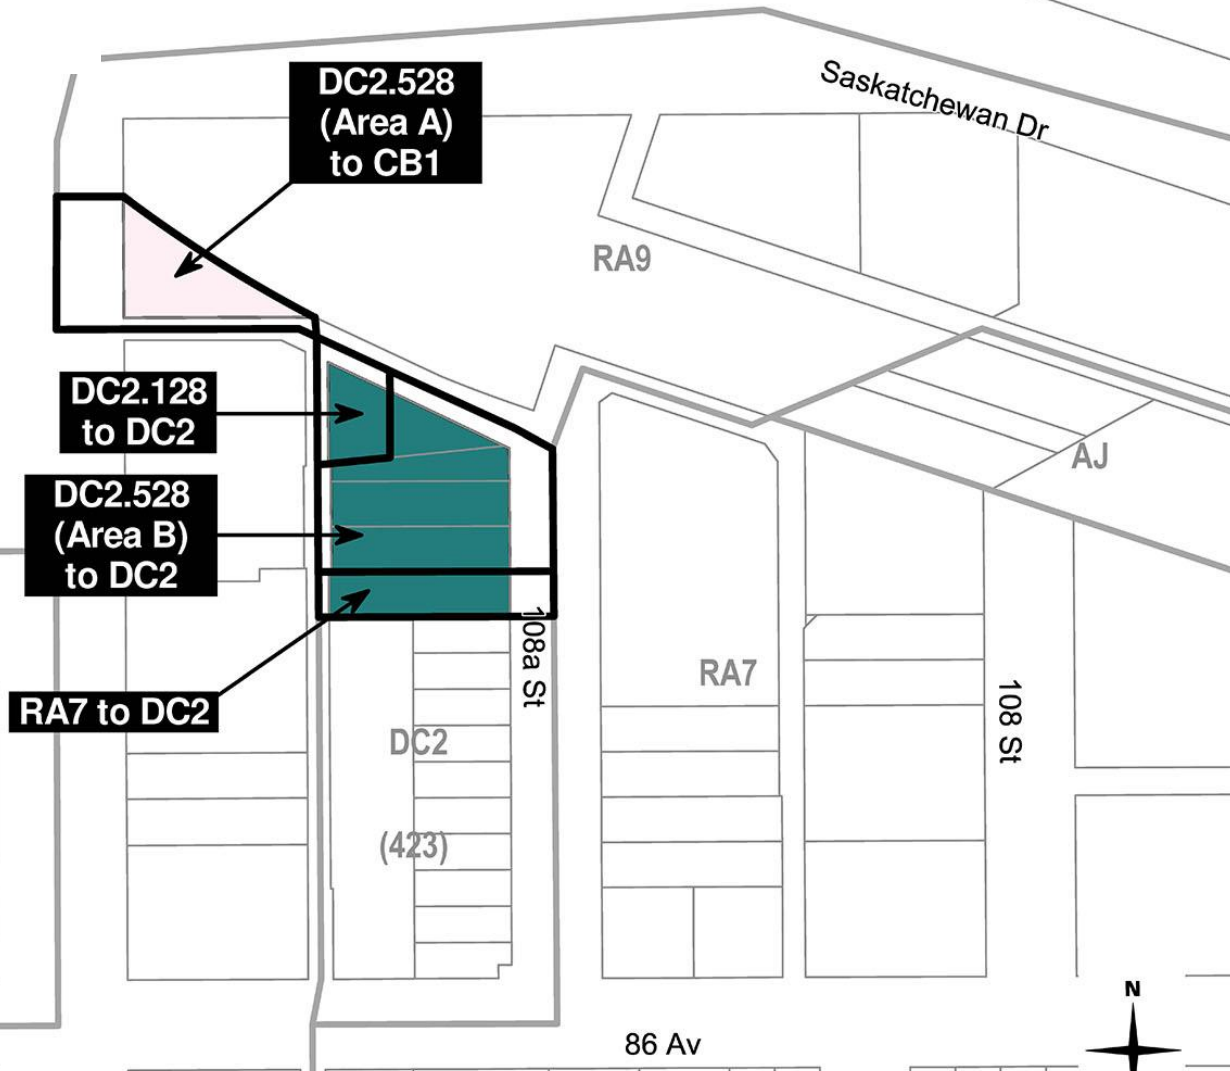 DC2.528
(Area A)
to CB1
Saskatchewan Dr
RA9
DC2.128
to DC2
AJ
DC2.528
(Area B)
to DC2
108a St
RA7
RA7 to DC2
108 St
DC2
(423)
N
86 Av